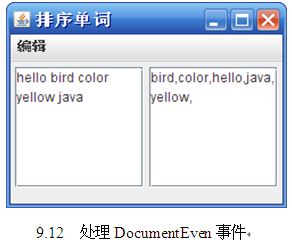 排序单词
编辑
hello bird color
yellow java
bird,color,hello,java,
yellow,
9.12 处理 DocumentEven 事件